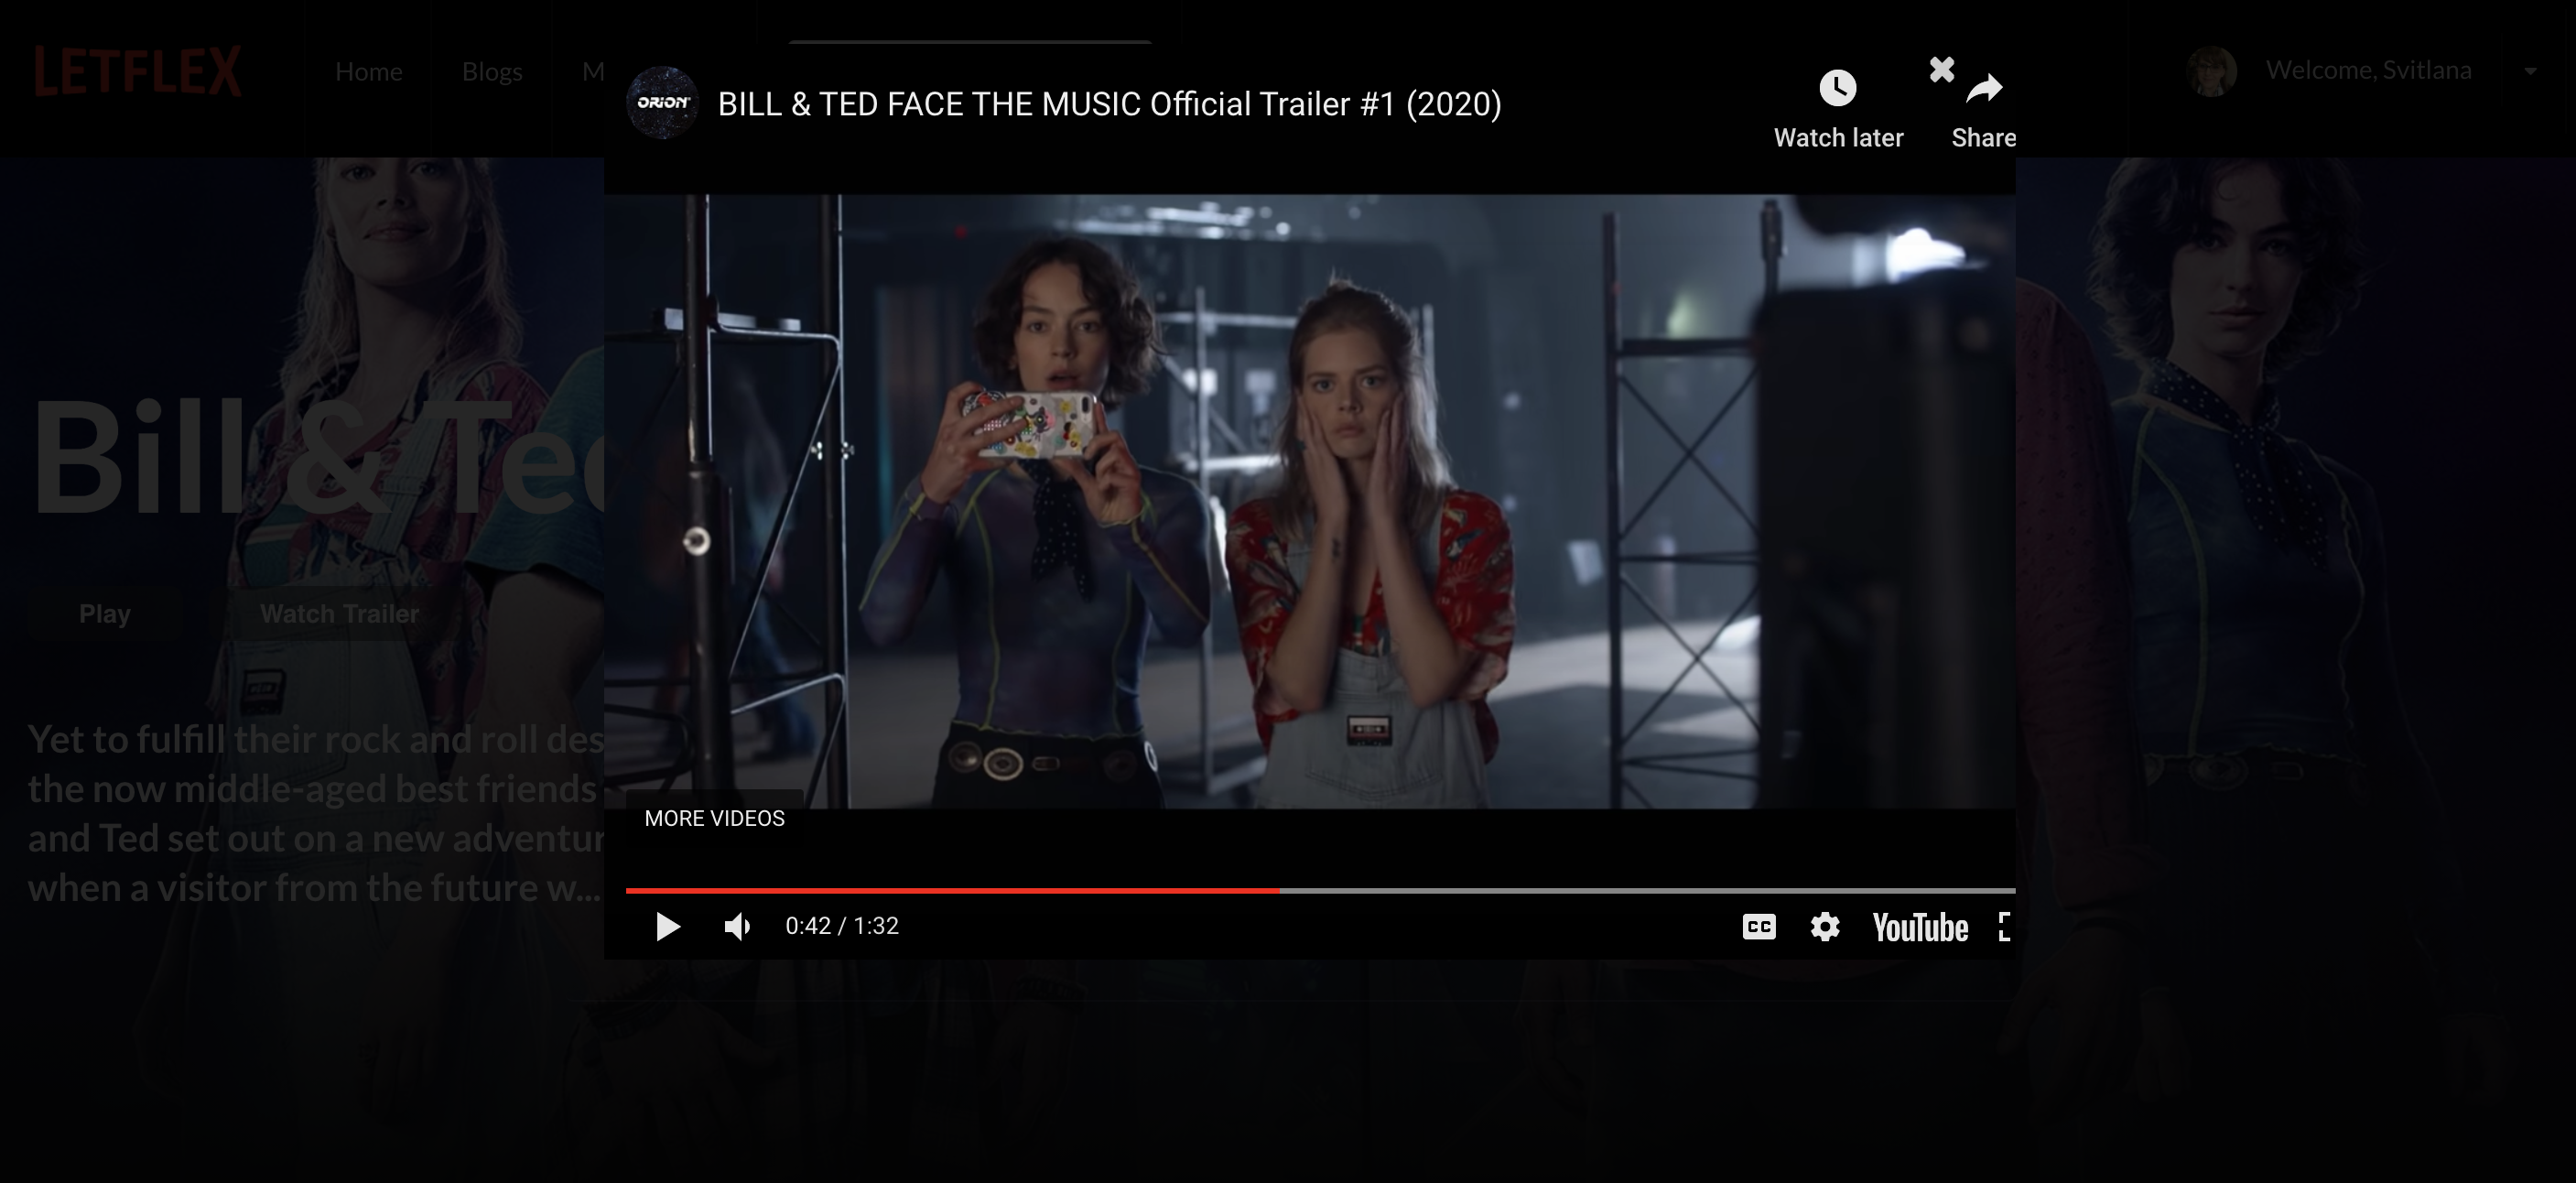 LETFLEX
Home
Blogs
M
ORION
BILL & TED FACE THE MUSIC Official Trailer #1 (2020)
Watch later
Share
Welcome, Svitlana
Bill & Ted
Play
Watch Trailer
Yet to fulfill their rock and roll des
the now middle-aged best friends
and Ted set out on a new adventur
when a visitor from the future w...
MORE VIDEOS
0:42 / 1:32
CC
YouTube